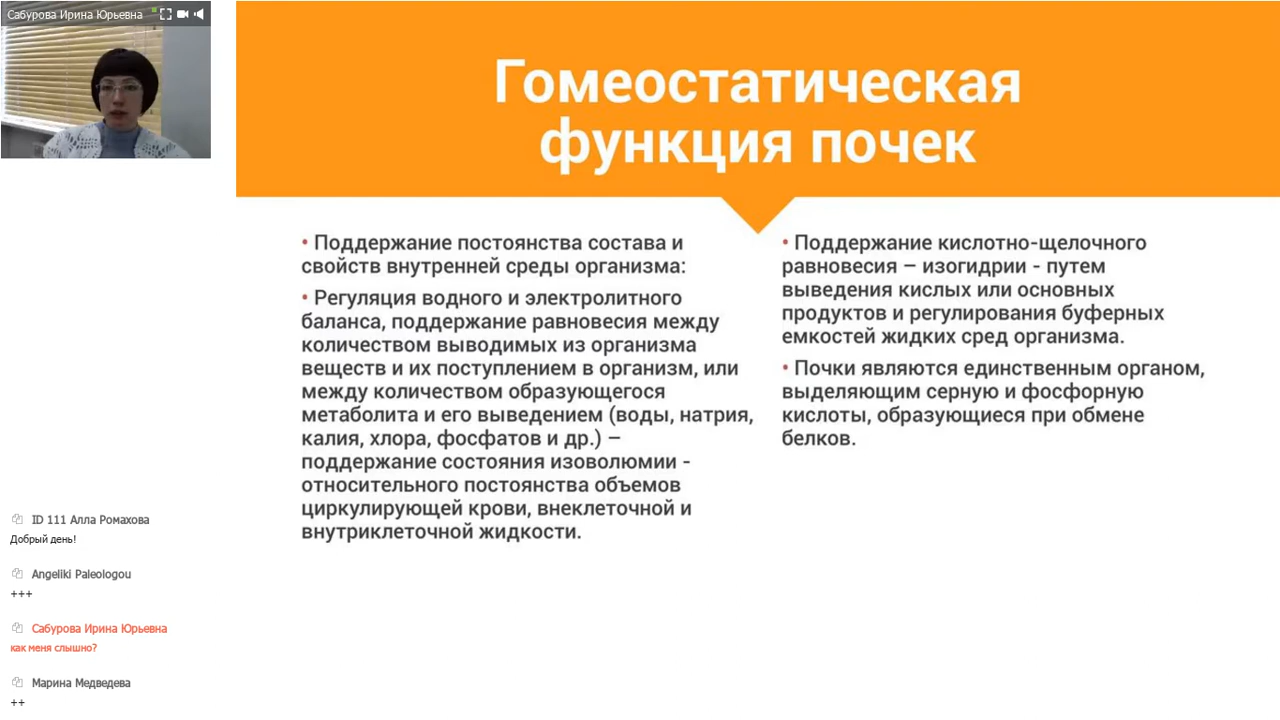 Сабурова Ирина Юрьевна
Гомеостатическая
функция почек
• Поддержание постоянства состава и
свойств внутренней среды организма:
• Регуляция водного и электролитного
баланса, поддержание равновесия между
количеством выводимых из организма
веществ и их поступлением в организм, или
между количеством образующегося
метаболита и его выведением (воды, натрия,
калия, хлора, фосфатов и др.) –
поддержание состояния изоволюмии -
относительного постоянства объемов
циркулирующей крови, внеклеточной и
внутриклеточной жидкости.
• Поддержание кислотно-щелочного
равновесия – изогидрии - путем
выведения кислых или основных
продуктов и регулирования буферных
емкостей жидких сред организма.
• Почки являются единственным органом,
выделяющим серную и фосфорную
кислоты, образующиеся при обмене
белков.
ID 111 Алла Ромахова
Добрый день!
Angeliki Paleologou
+++
Сабурова Ирина Юрьевна
как меня слышно?
Марина Медведева
++